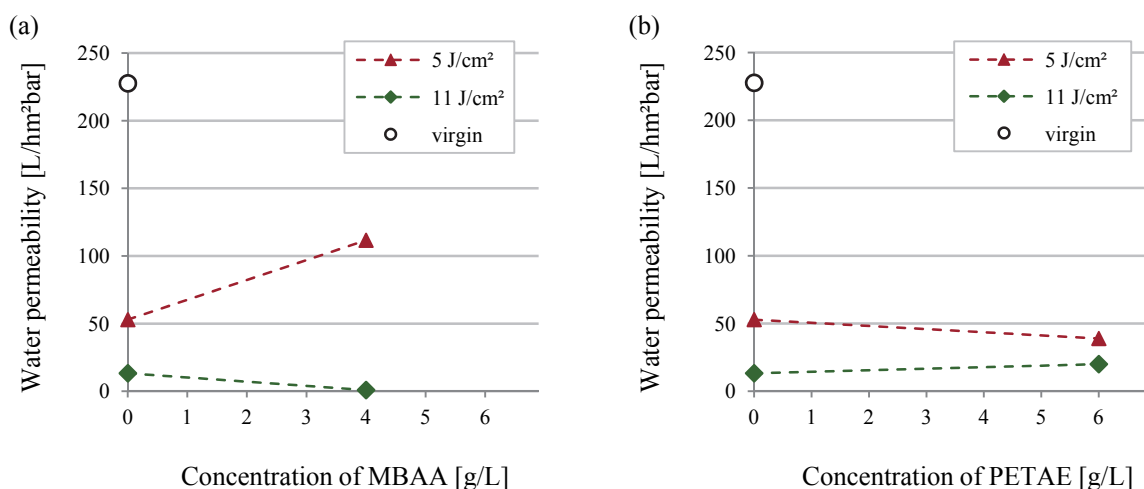 (a)
250
200
150
100
50
0
0 1 2 3 4 5 6
Water permeability [L/hm²bar]
Concentration of MBAA [g/L]
5 J/cm²
11 J/cm²
virgin
(b)
250
200
150
100
50
0
0 1 2 3 4 5 6
Water permeability [L/hm²bar]
Concentration of PETAE [g/L]
5 J/cm²
11 J/cm²
virgin